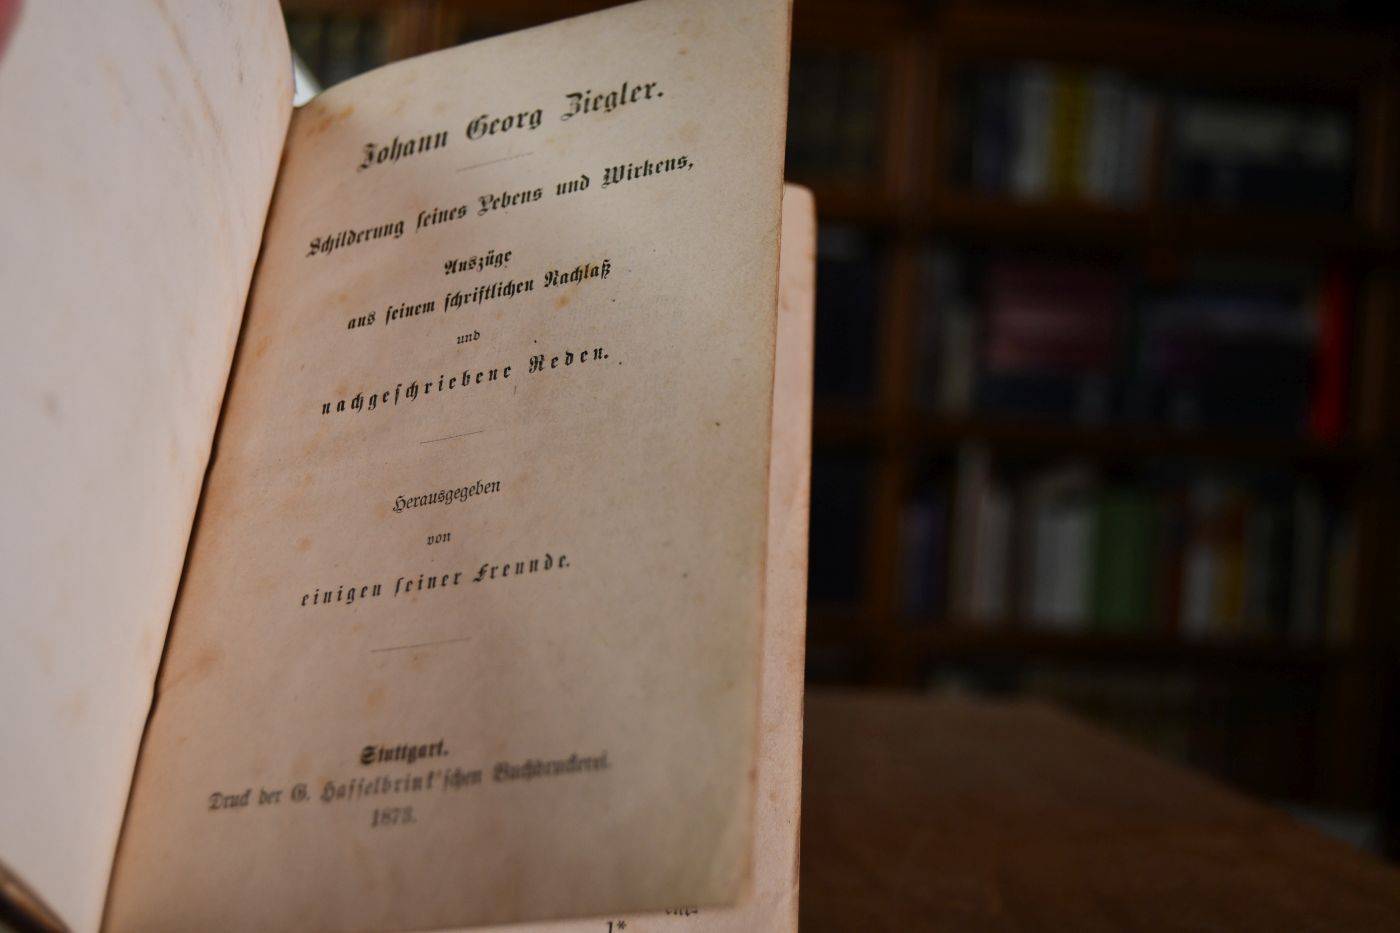 Johann Georg Ziegler.
Schilderung ſeines Lebens und Wirkens,
Auszüge
aus ſeinem ſchriftlichen Nachlaß
und
nachgeſchriebene Reden.
Herausgegeben
von
einigen ſeiner Freunde.
Stuttgart.
Druck der G. Haſſelbrink'ſchen Buchdruckerei.
1873.
1*